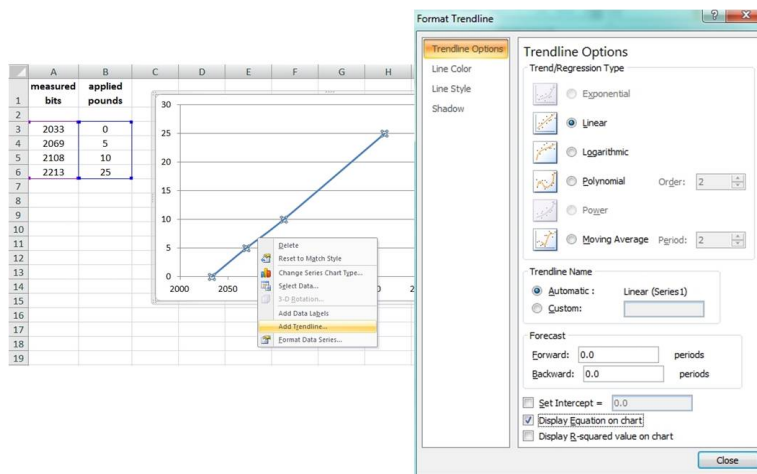 A B C D E F G H
measured applied
1 bits pounds
2
3 2033 0
4 2069 5
5 2108 10
6 2213 25
7
8
9
10
11
12
13
14
15
16
17
18
19
30
25
20
15
10
5
0
2000 2050
Delete
Reset to Match Style
Change Series Chart Type...
Select Data...
3-D Rotation...
Add Data Labels
Add Trendline...
Format Data Series...
Format Trendline
Trendline Options
Line Color
Line Style
Shadow
Trendline Options
Trend/Regression Type
Exponential
Linear
Logarithmic
Polynomial Order: 2
Power
Moving Average Period: 2
Trendline Name
Automatic : Linear (Series1)
Custom:
Forecast
Forward: 0.0 periods
Backward: 0.0 periods
Set Intercept = 0.0
Display Equation on chart
Display R-squared value on chart
Close